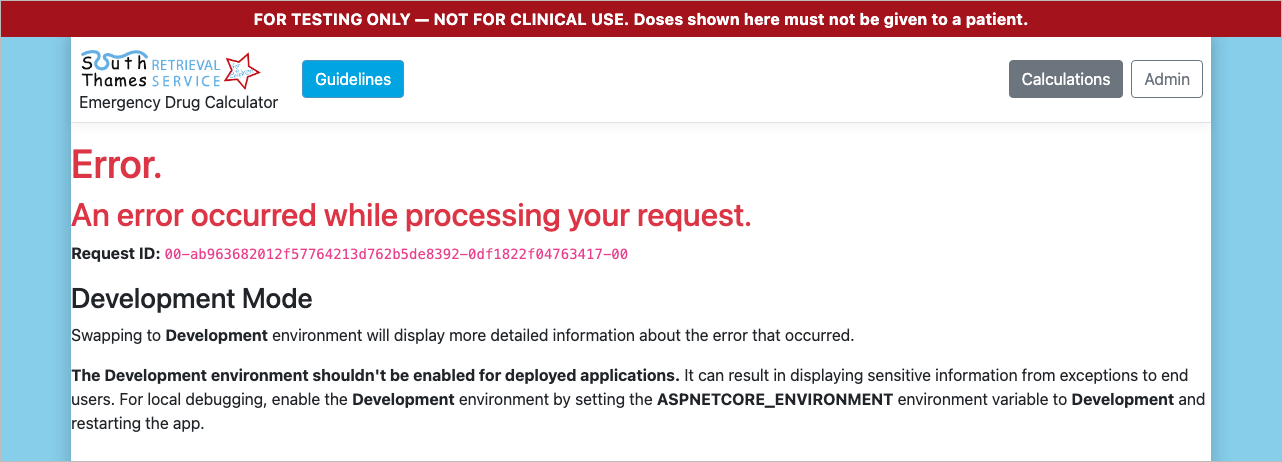 FOR TESTING ONLY — NOT FOR CLINICAL USE. Doses shown here must not be given to a patient.
South Thames RETRIEVAL SERVICE
Emergency Drug Calculator
Guidelines
Calculations
Admin
Error.
An error occurred while processing your request.
Request ID: 00-ab963682012f57764213d762b5de8392-0df1822f04763417-00
Development Mode
Swapping to Development environment will display more detailed information about the error that occurred.
The Development environment shouldn't be enabled for deployed applications. It can result in displaying sensitive information from exceptions to end
users. For local debugging, enable the Development environment by setting the ASPNETCORE_ENVIRONMENT environment variable to Development and
restarting the app.